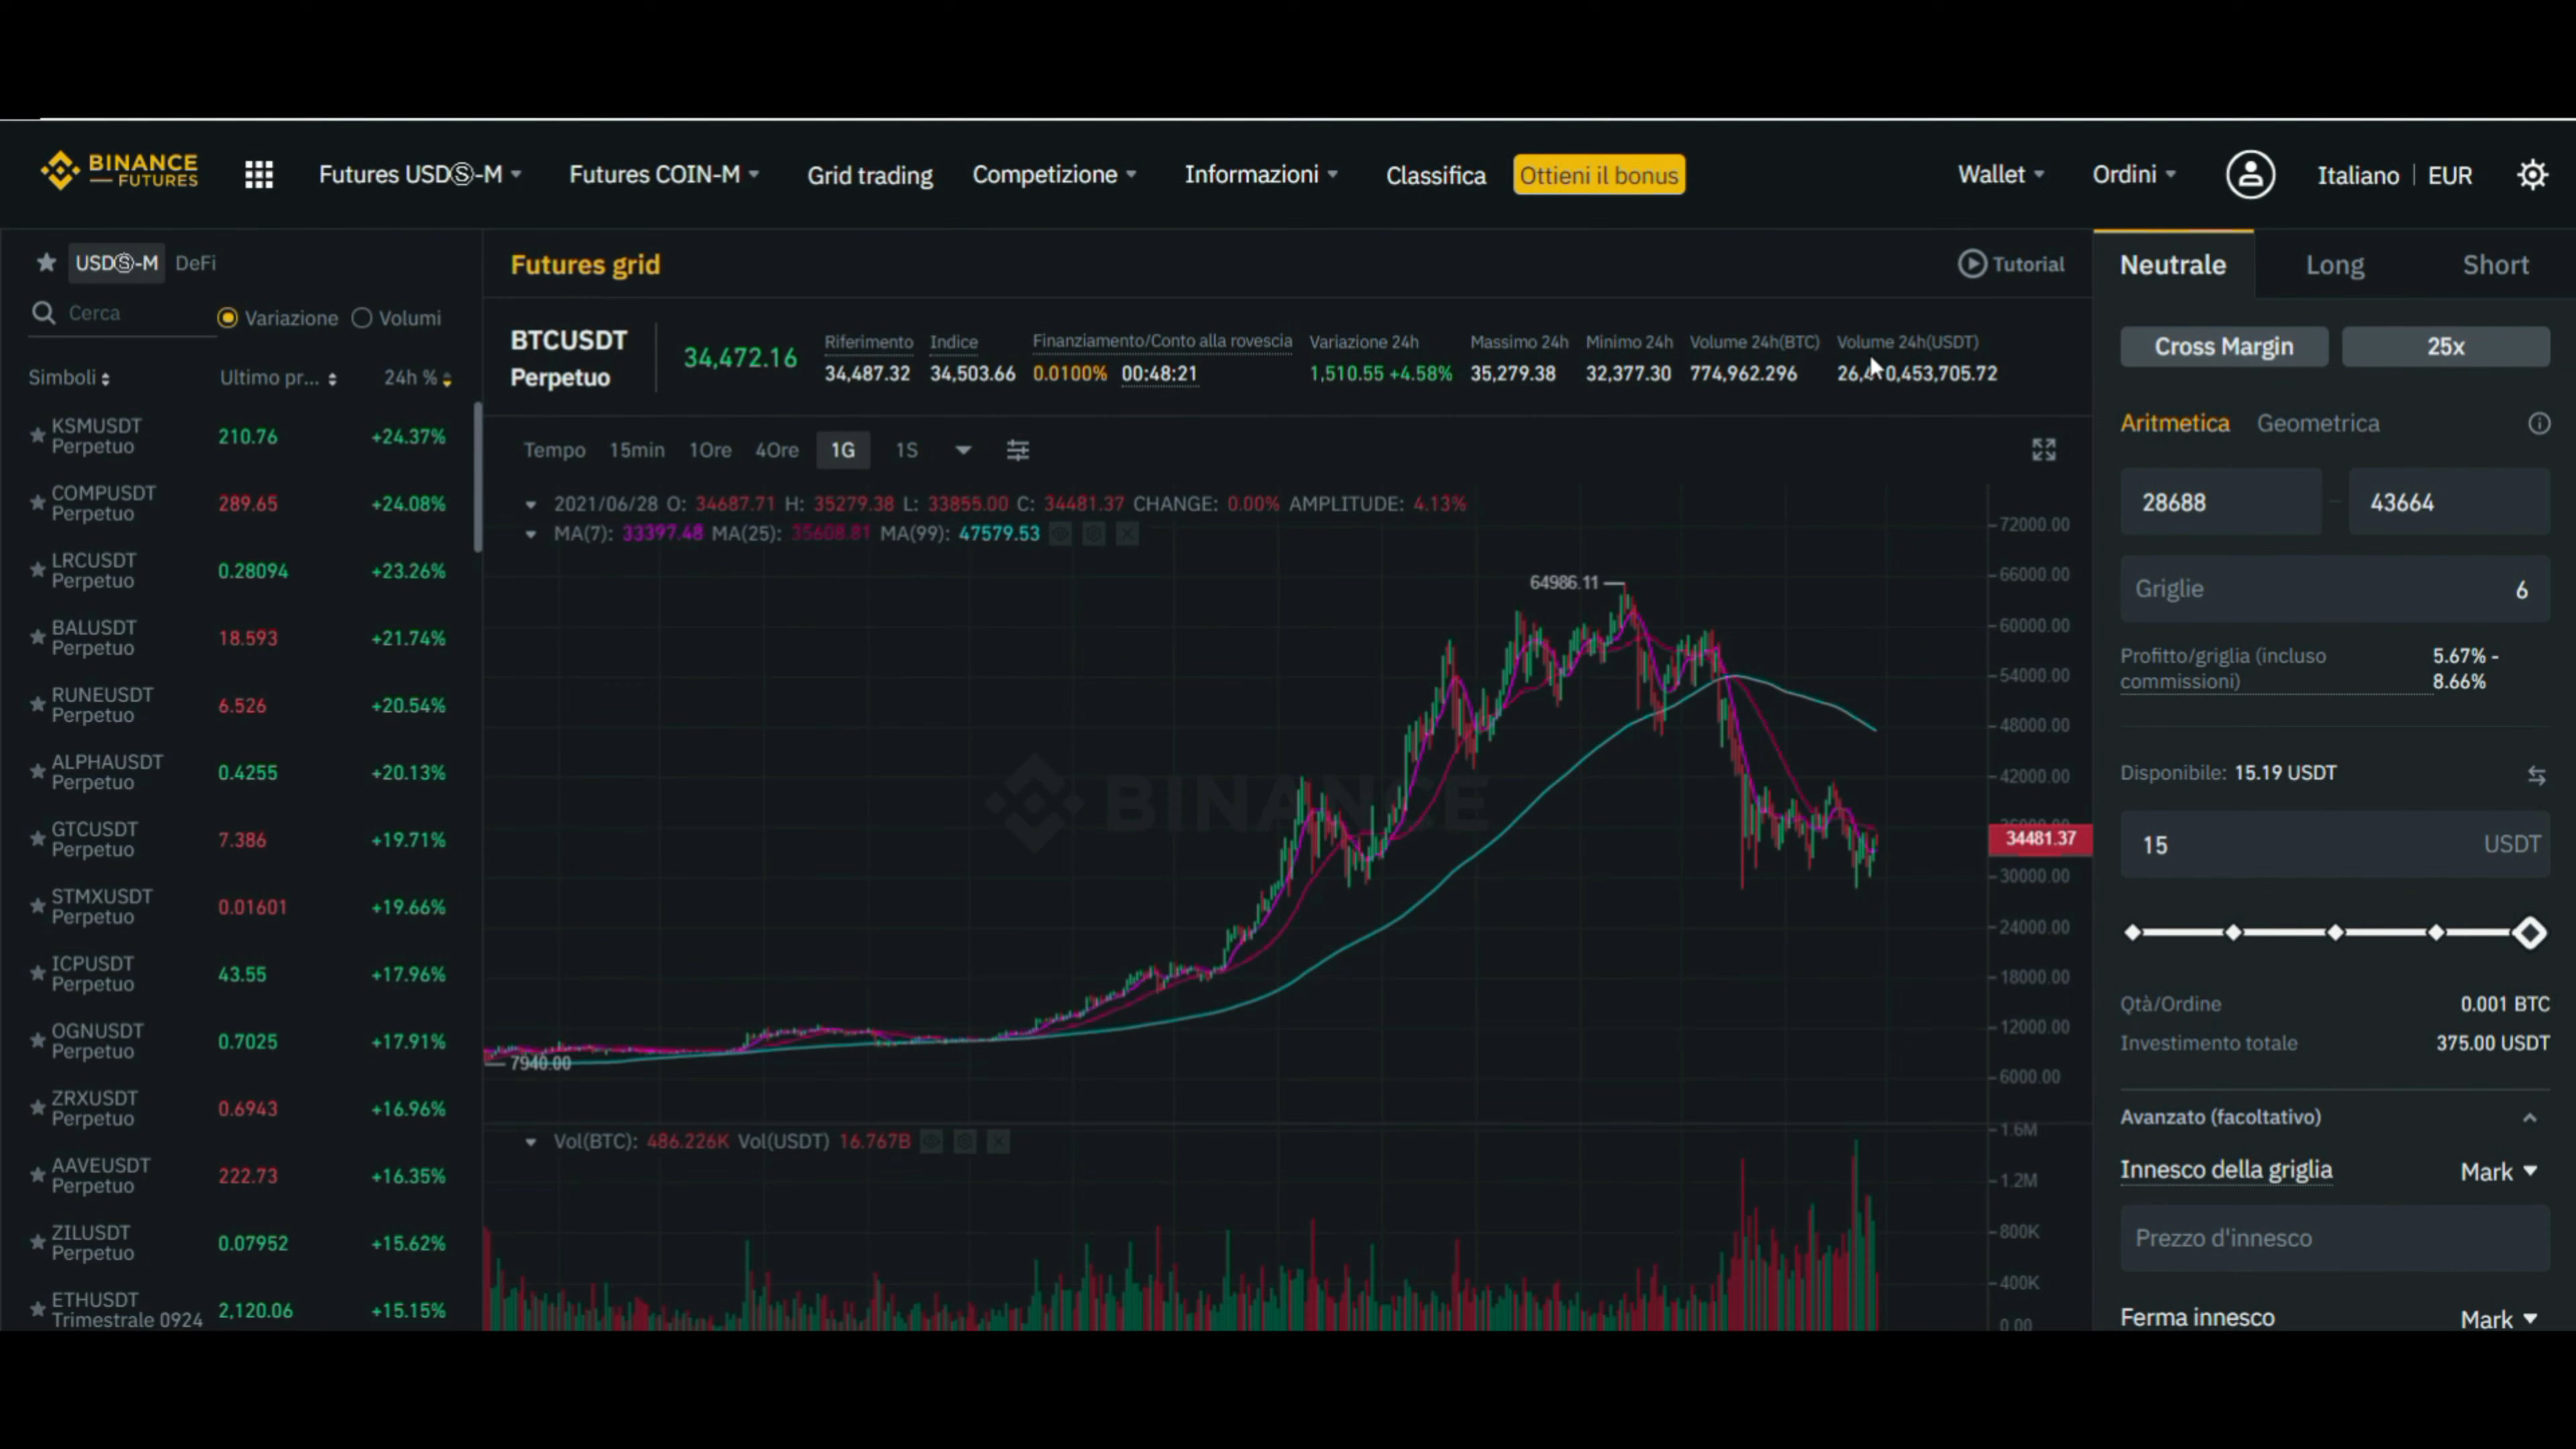 BINANCE
FUTURES
Futures USDⓈ-M
Futures COIN-M
Grid trading
Competizione
Informazioni
Classifica
Ottieni il bonus
Wallet
Ordini
Italiano | EUR
USDⓈ-M DeFi
Cerca
Variazione
Volumi
Simboli Ultimo pr... 24h %
KSMUSDT
Perpetuo
210.76 +24.37%
COMPUSDT
Perpetuo
289.65 +24.08%
LRCUSDT
Perpetuo
0.28094 +23.26%
BALUSDT
Perpetuo
18.593 +21.74%
RUNEUSDT
Perpetuo
6.526 +20.54%
ALPHAUSDT
Perpetuo
0.4255 +20.13%
GTCUSDT
Perpetuo
7.386 +19.71%
STMXUSDT
Perpetuo
0.01601 +19.66%
ICPUSDT
Perpetuo
43.55 +17.96%
OGNUSDT
Perpetuo
0.7025 +17.91%
ZRXUSDT
Perpetuo
0.6943 +16.96%
AAVEUSDT
Perpetuo
222.73 +16.35%
ZILUSDT
Perpetuo
0.07952 +15.62%
ETHUSDT
Trimestrale 0924
2,120.06 +15.15%
Futures grid
Tutorial
BTCUSDT
Perpetuo
34,472.16
Riferimento
34,487.32
Indice
34,503.66
Finanziamento/Conto alla rovescia
0.0100% 00:48:21
Variazione 24h
1,510.55 +4.58%
Massimo 24h
35,279.38
Minimo 24h
32,377.30
Volume 24h(BTC)
774,962.296
Volume 24h(USDT)
Tempo 15min 1Ore 4Ore 1G 1S
2021/06/28 O: 34687.71 H: 35279.38 L: 33855.00 C: 34481.37 CHANGE: 0.00% AMPLITUDE: 4.13%
MA(7): 33397.48 MA(25): 35608.81 MA(99): 47579.53
64986.11
7940.00
BINANCE
72000.00
66000.00
60000.00
54000.00
48000.00
42000.00
34481.37
30000.00
24000.00
18000.00
12000.00
6000.00
Vol(BTC): 486.226K Vol(USDT) 16.767B
1.6M
1.2M
800K
400K
0.00
Neutrale Long Short
Cross Margin 25x
Aritmetica Geometrica
28688 - 43664
Griglie 6
Profitto/griglia (incluso
commissioni)
5.67% -
8.66%
Disponibile: 15.19 USDT
15 USDT
Qtà/Ordine 0.001 BTC
Investimento totale 375.00 USDT
Avanzato (facoltativo)
Innesco della griglia Mark
Prezzo d'innesco
Ferma innesco Mark